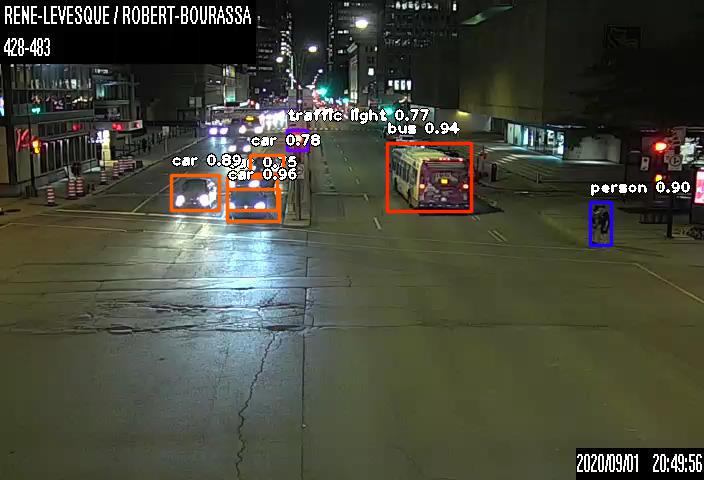 RENE-LEVESQUE / ROBERT-BOURASSA
428-483
traffic light 0.77
bus 0.94
car 0.78
car 0.89
0.75
car 0.96
person 0.90
2020/09/01 20:49:56